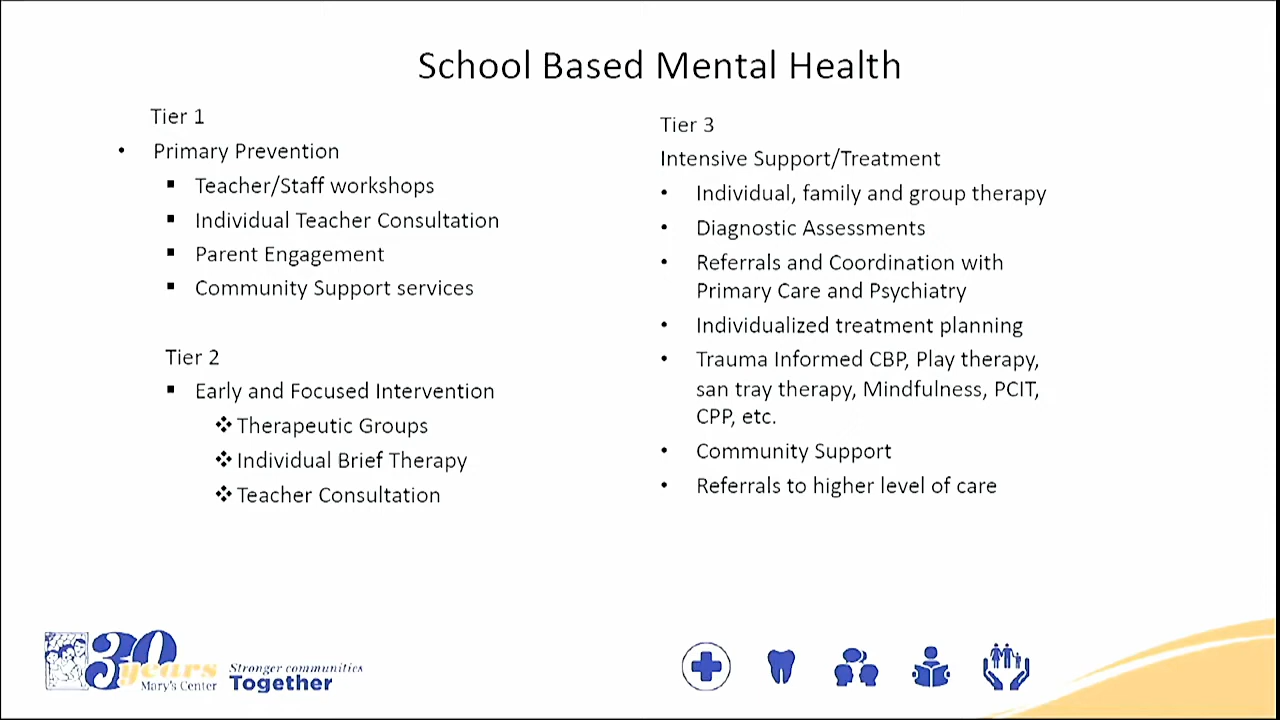 School Based Mental Health
Tier 1
• Primary Prevention
▪ Teacher/Staff workshops
▪ Individual Teacher Consultation
▪ Parent Engagement
▪ Community Support services
Tier 2
▪ Early and Focused Intervention
❖ Therapeutic Groups
❖ Individual Brief Therapy
❖ Teacher Consultation
Tier 3
Intensive Support/Treatment
• Individual, family and group therapy
• Diagnostic Assessments
• Referrals and Coordination with
Primary Care and Psychiatry
• Individualized treatment planning
• Trauma Informed CBP, Play therapy,
san tray therapy, Mindfulness, PCIT,
CPP, etc.
• Community Support
• Referrals to higher level of care
30
years
Mary's Center
Stronger communities
Together